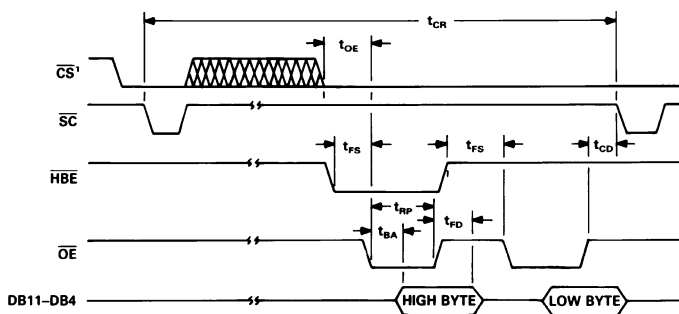 tCR
tOE
CS¹
SC
tFS
tFS
tCD
HBE
tRP
tFD
tBA
OE
DB11–DB4
HIGH BYTE
LOW BYTE